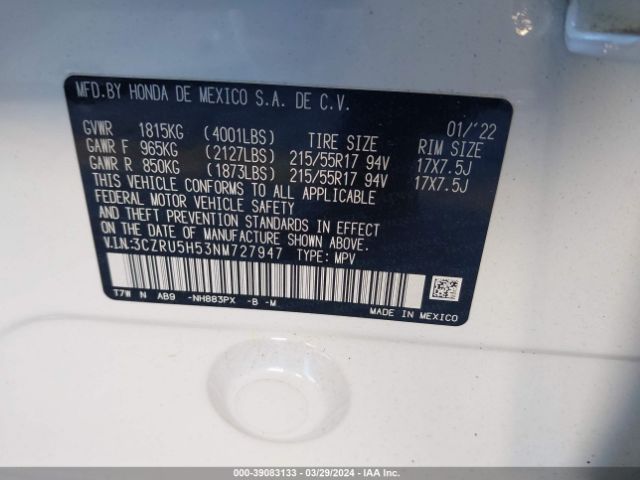 MFD.BY HONDA DE MEXICO S.A. DE C.V.
01/'22
GVWR 1815KG (4001LBS) TIRE SIZE RIM SIZE
GAWR F 965KG (2127LBS) 215/55R17 94V 17X7.5J
GAWR R 850KG (1873LBS) 215/55R17 94V 17X7.5J
THIS VEHICLE CONFORMS TO ALL APPLICABLE
FEDERAL MOTOR VEHICLE SAFETY
AND THEFT PREVENTION STANDARDS IN EFFECT
ON THE DATE OF MANUFACTURE SHOWN ABOVE.
V.I.N:3CZRU5H53NM727947 TYPE: MPV
T7W N AB9 -NH883PX -B -M
MADE IN MEXICO
000-39083133 - 03/29/2024 - IAAI.com